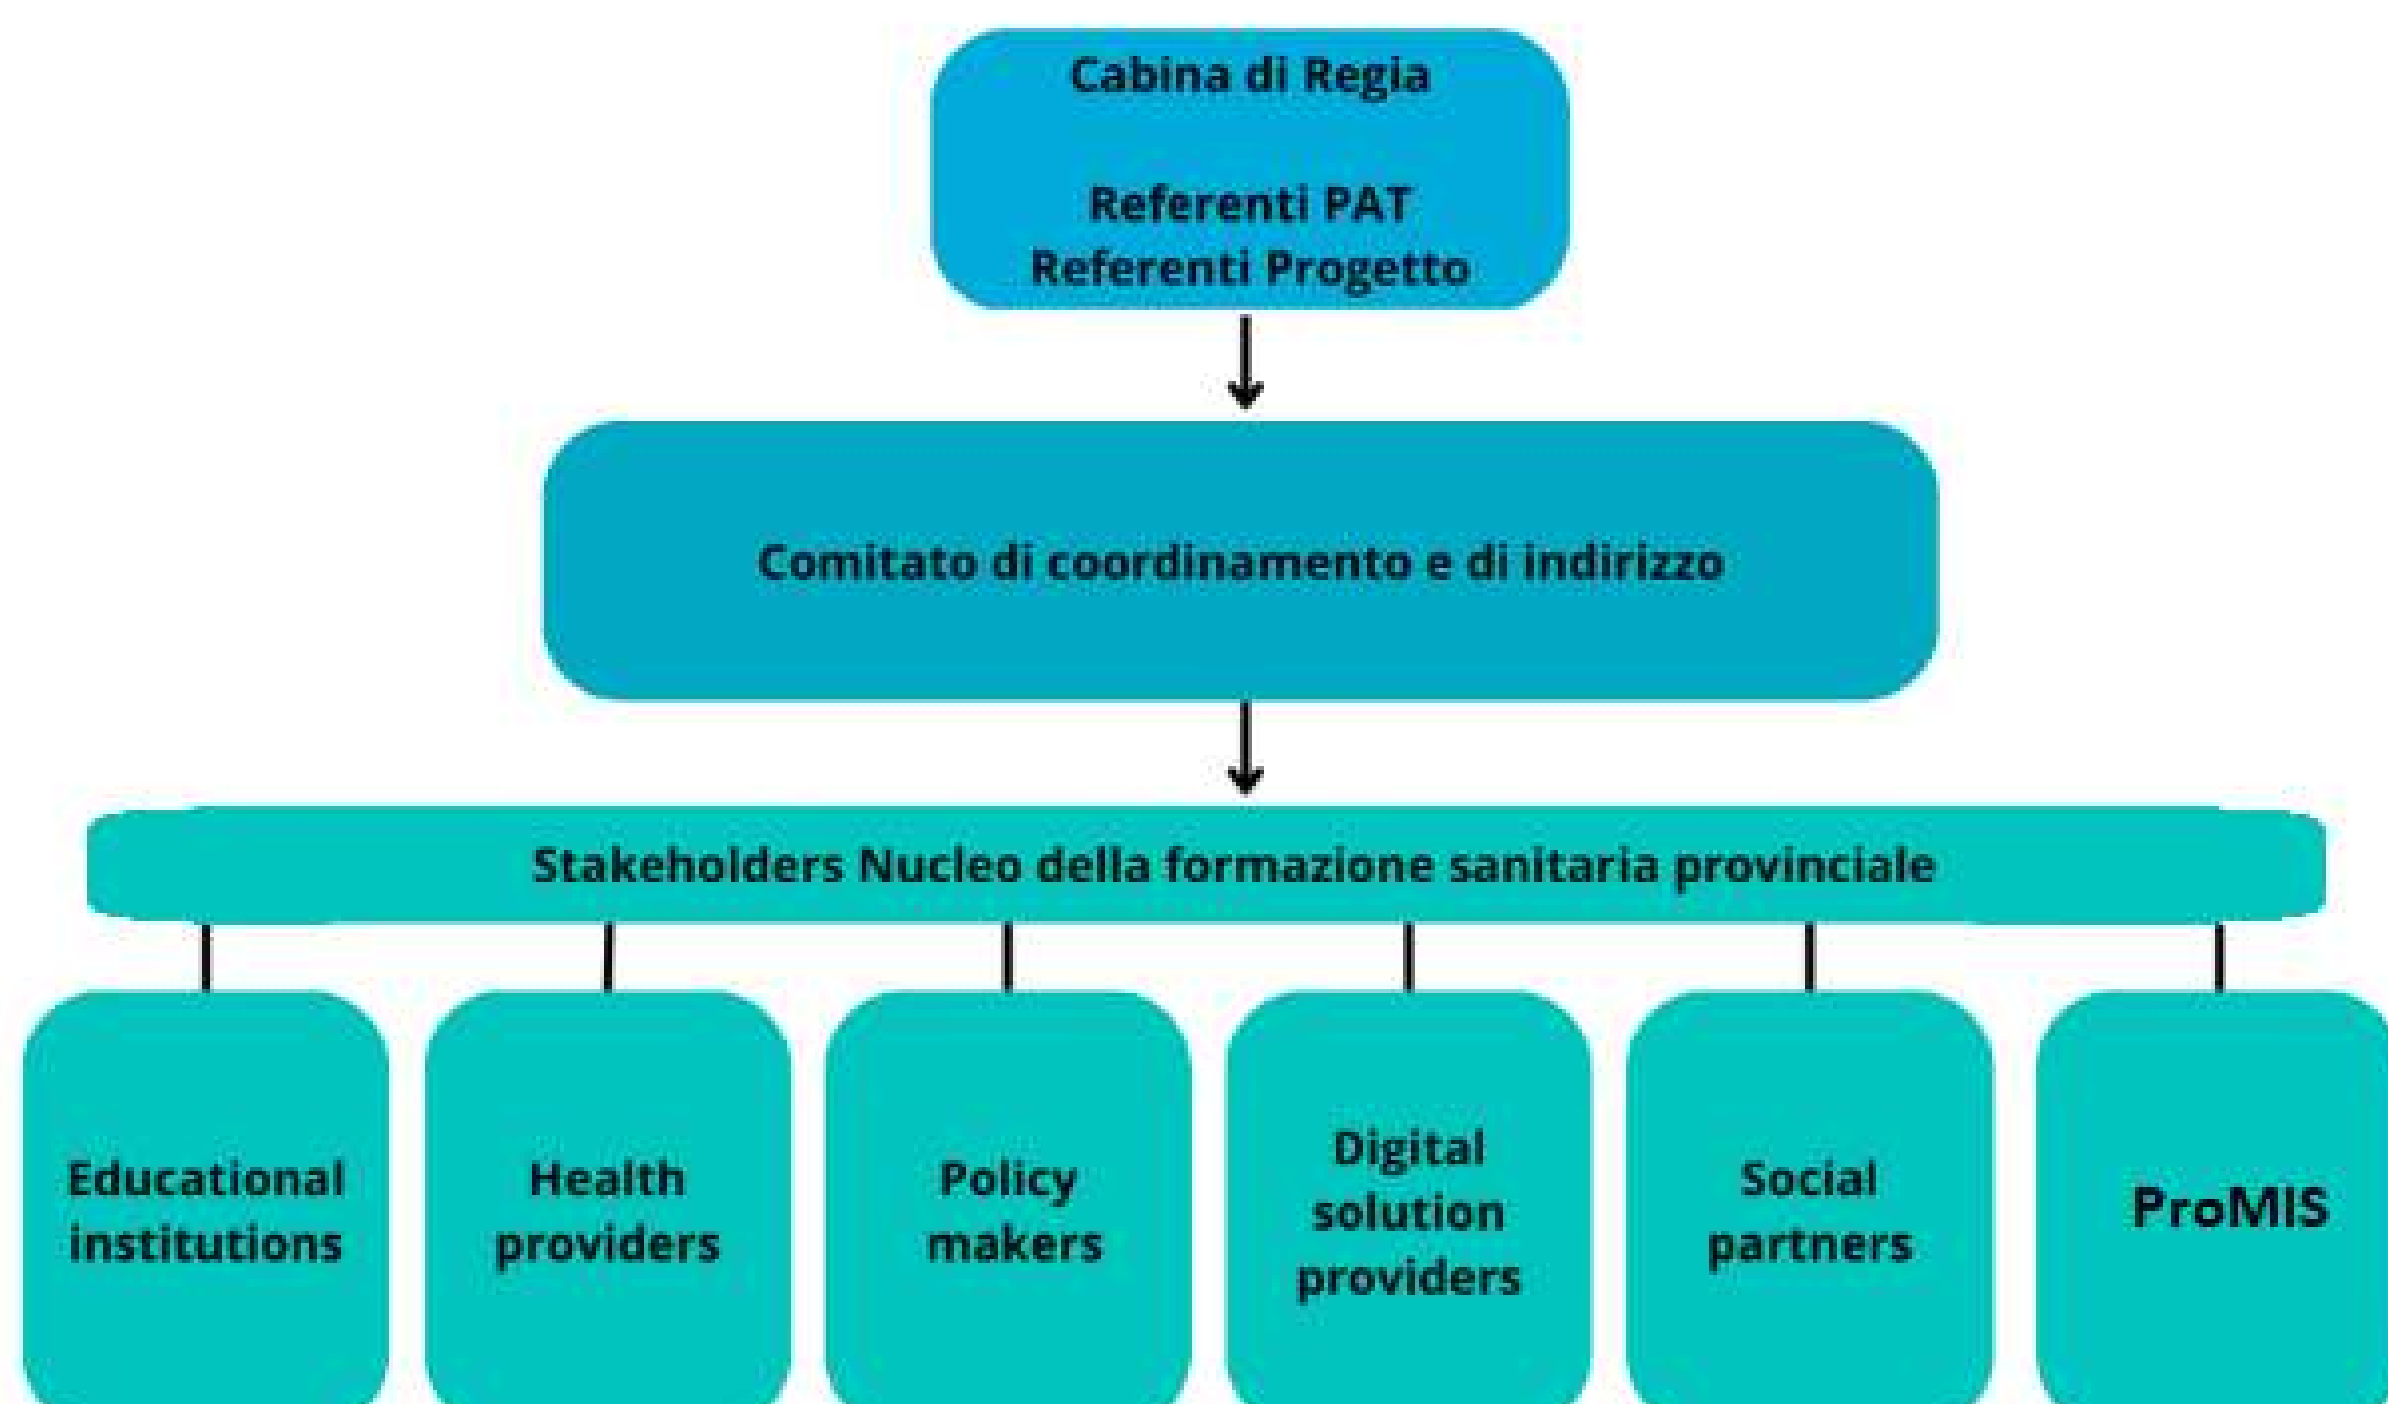 Cabina di Regia
Referenti PAT
Referenti Progetto
Comitato di coordinamento e di indirizzo
Stakeholders Nucleo della formazione sanitaria provinciale
Educational
institutions
Health
providers
Policy
makers
Digital
solution
providers
Social
partners
ProMIS